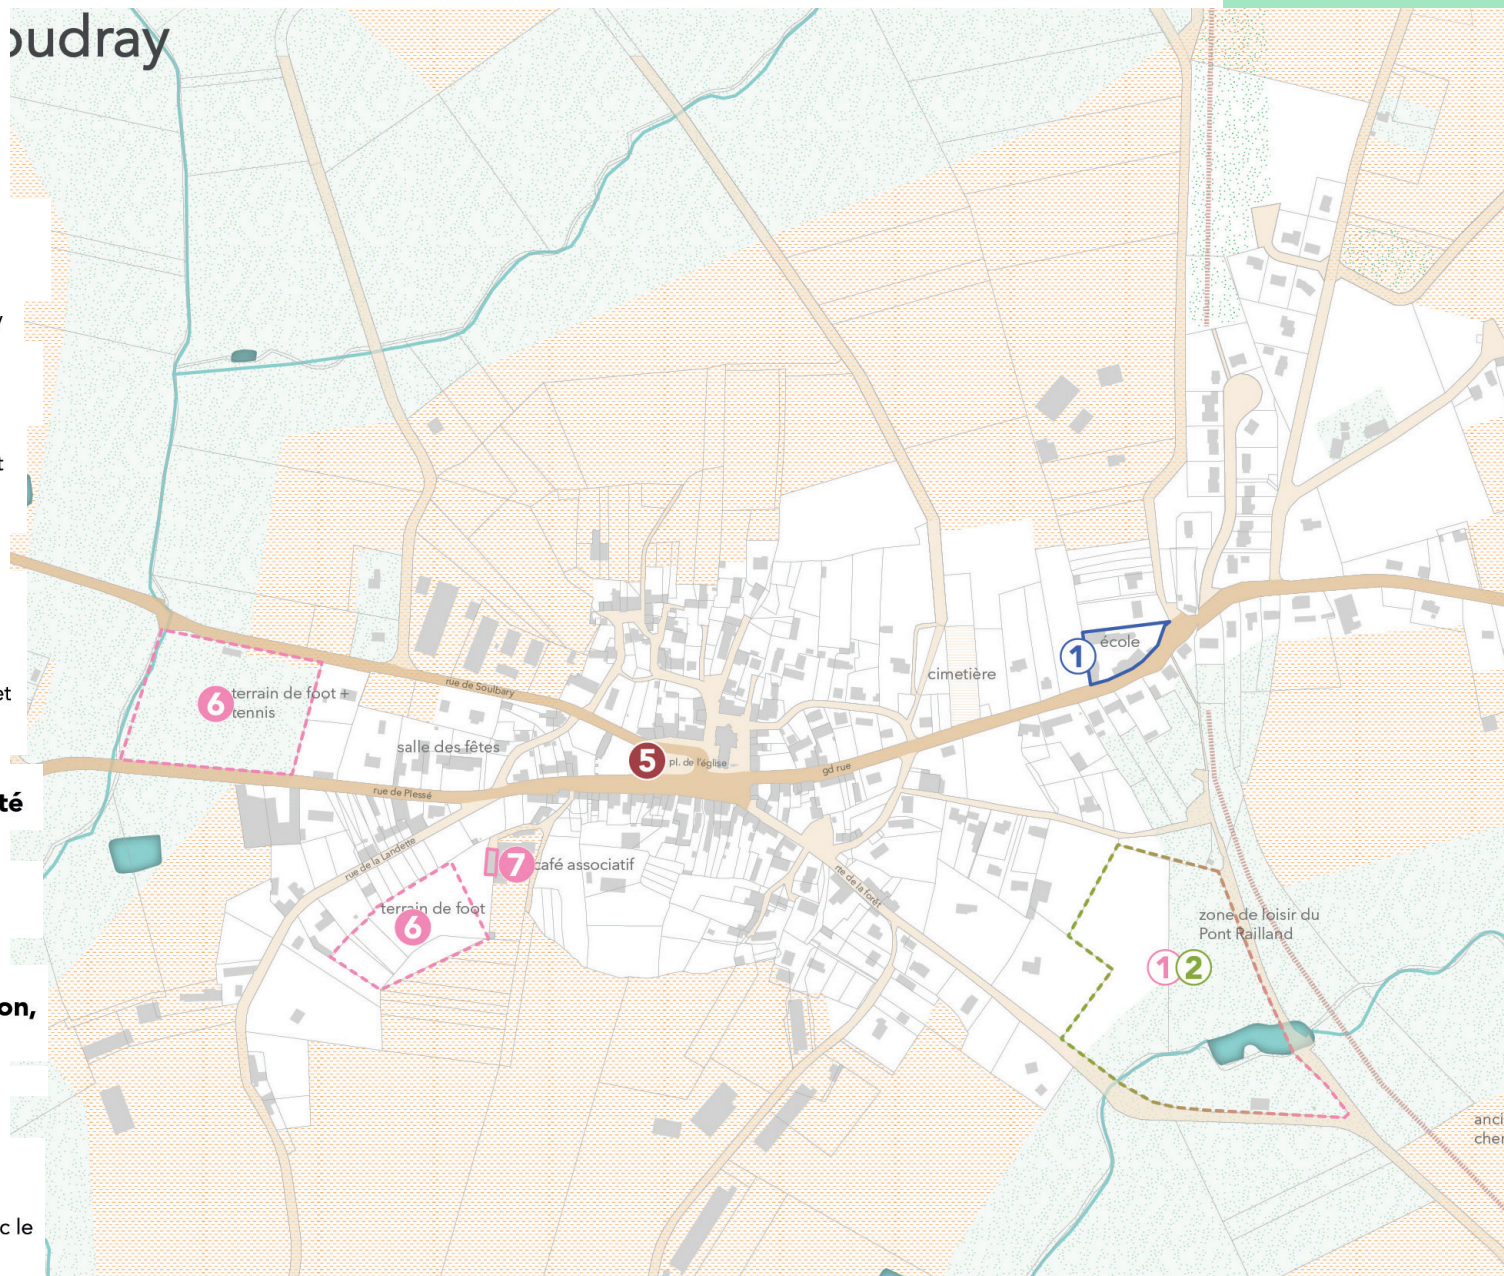 oudray
y
t
et
té
on,
c le
rue de Soulbary
6
terrain de foot +
tennis
salle des fêtes
5
pl. de l'église
gd rue
cimetière
1
école
rue de Plessé
rue de la Landette
7
café associatif
terrain de foot
6
rte de la forêt
zone de loisir du
Pont Railland
1 2
anci
cher